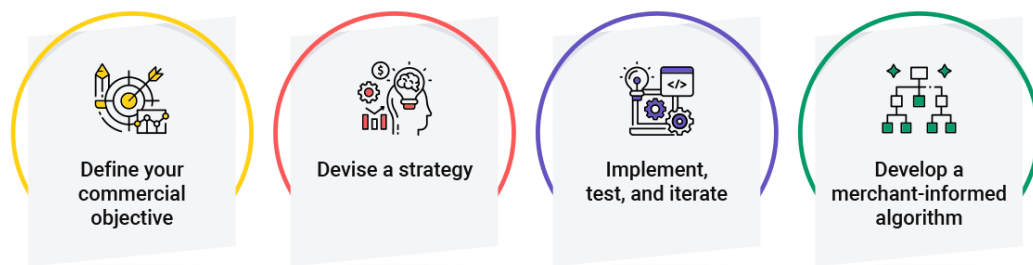 Define your
commercial
objective
Devise a strategy
Implement,
test, and iterate
Develop a
merchant-informed
algorithm
$
</>